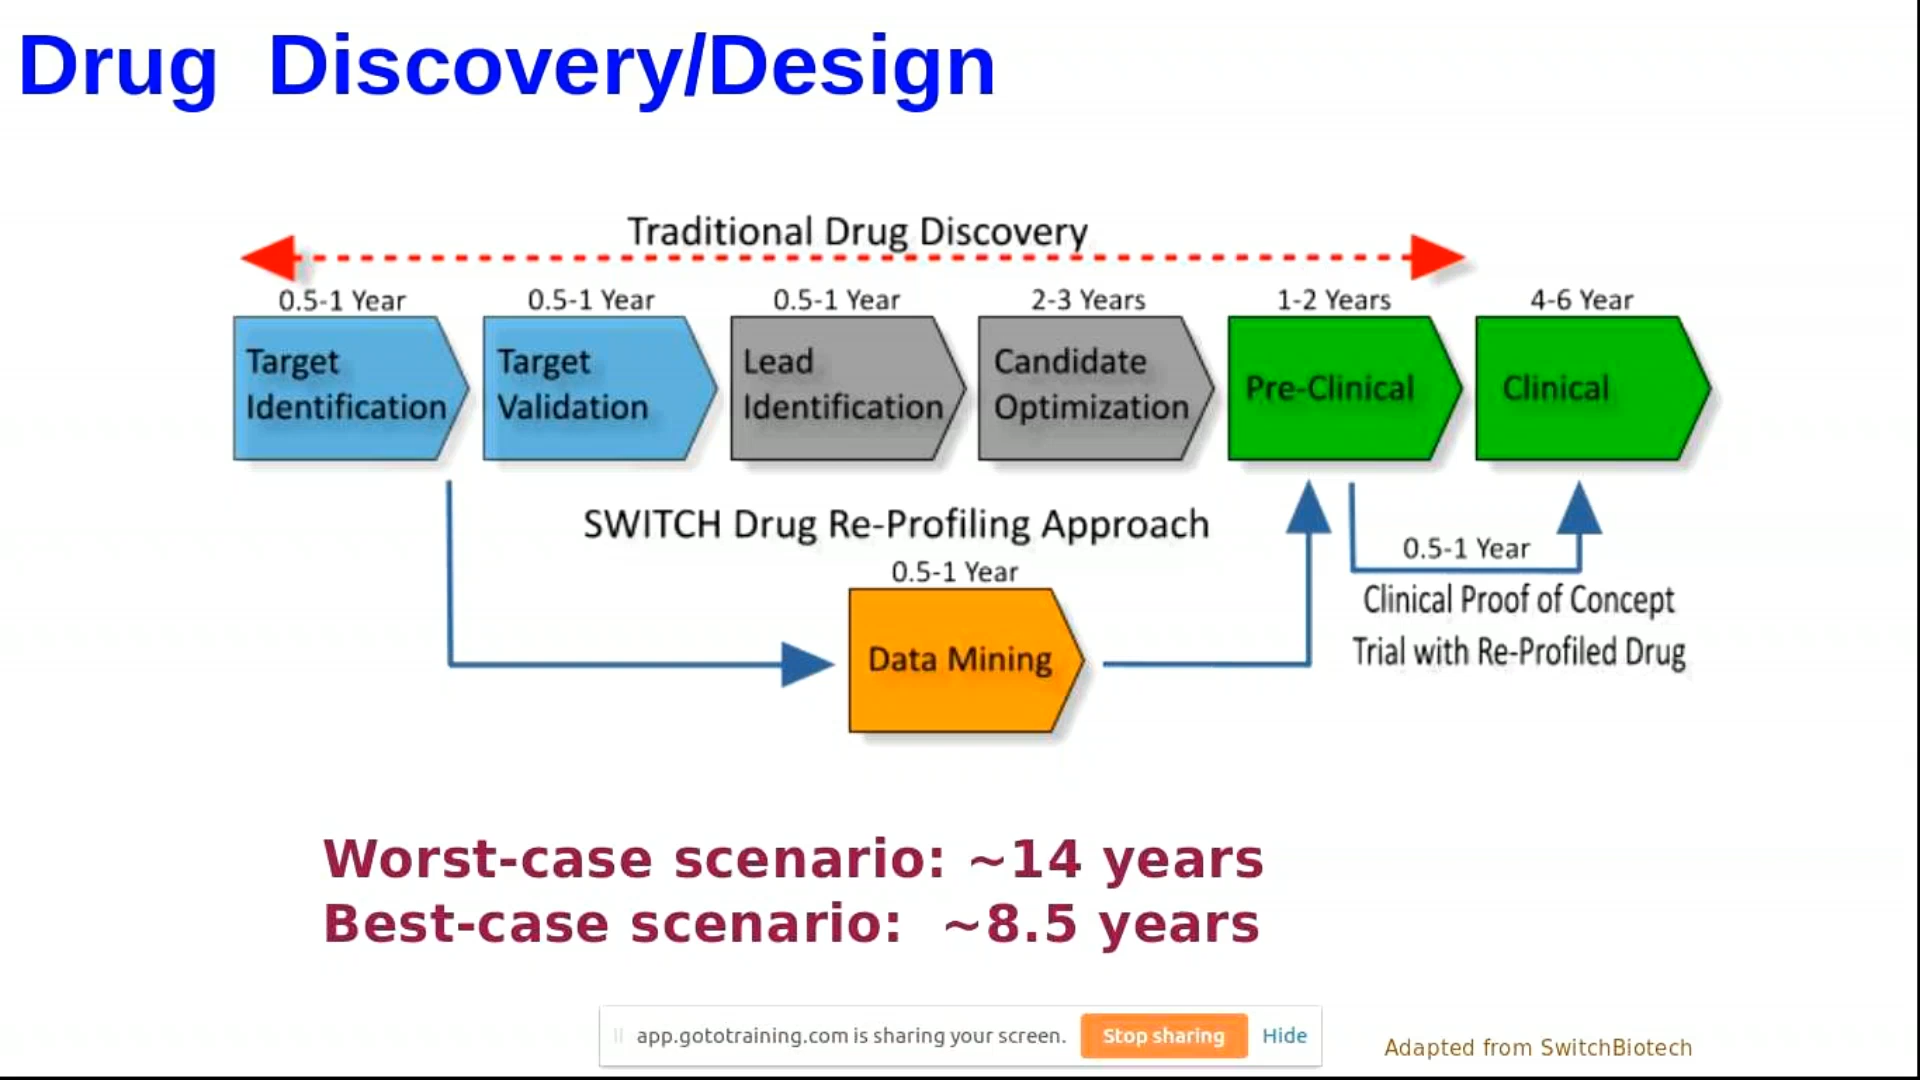 Drug Discovery/Design
Traditional Drug Discovery
0.5-1 Year
0.5-1 Year
0.5-1 Year
2-3 Years
1-2 Years
4-6 Year
Target
Identification
Target
Validation
Lead
Identification
Candidate
Optimization
Pre-Clinical
Clinical
SWITCH Drug Re-Profiling Approach
0.5-1 Year
Data Mining
0.5-1 Year
Clinical Proof of Concept
Trial with Re-Profiled Drug
Worst-case scenario: ~14 years
Best-case scenario: ~8.5 years
app.gototraining.com is sharing your screen.
Stop sharing
Hide
Adapted from SwitchBiotech